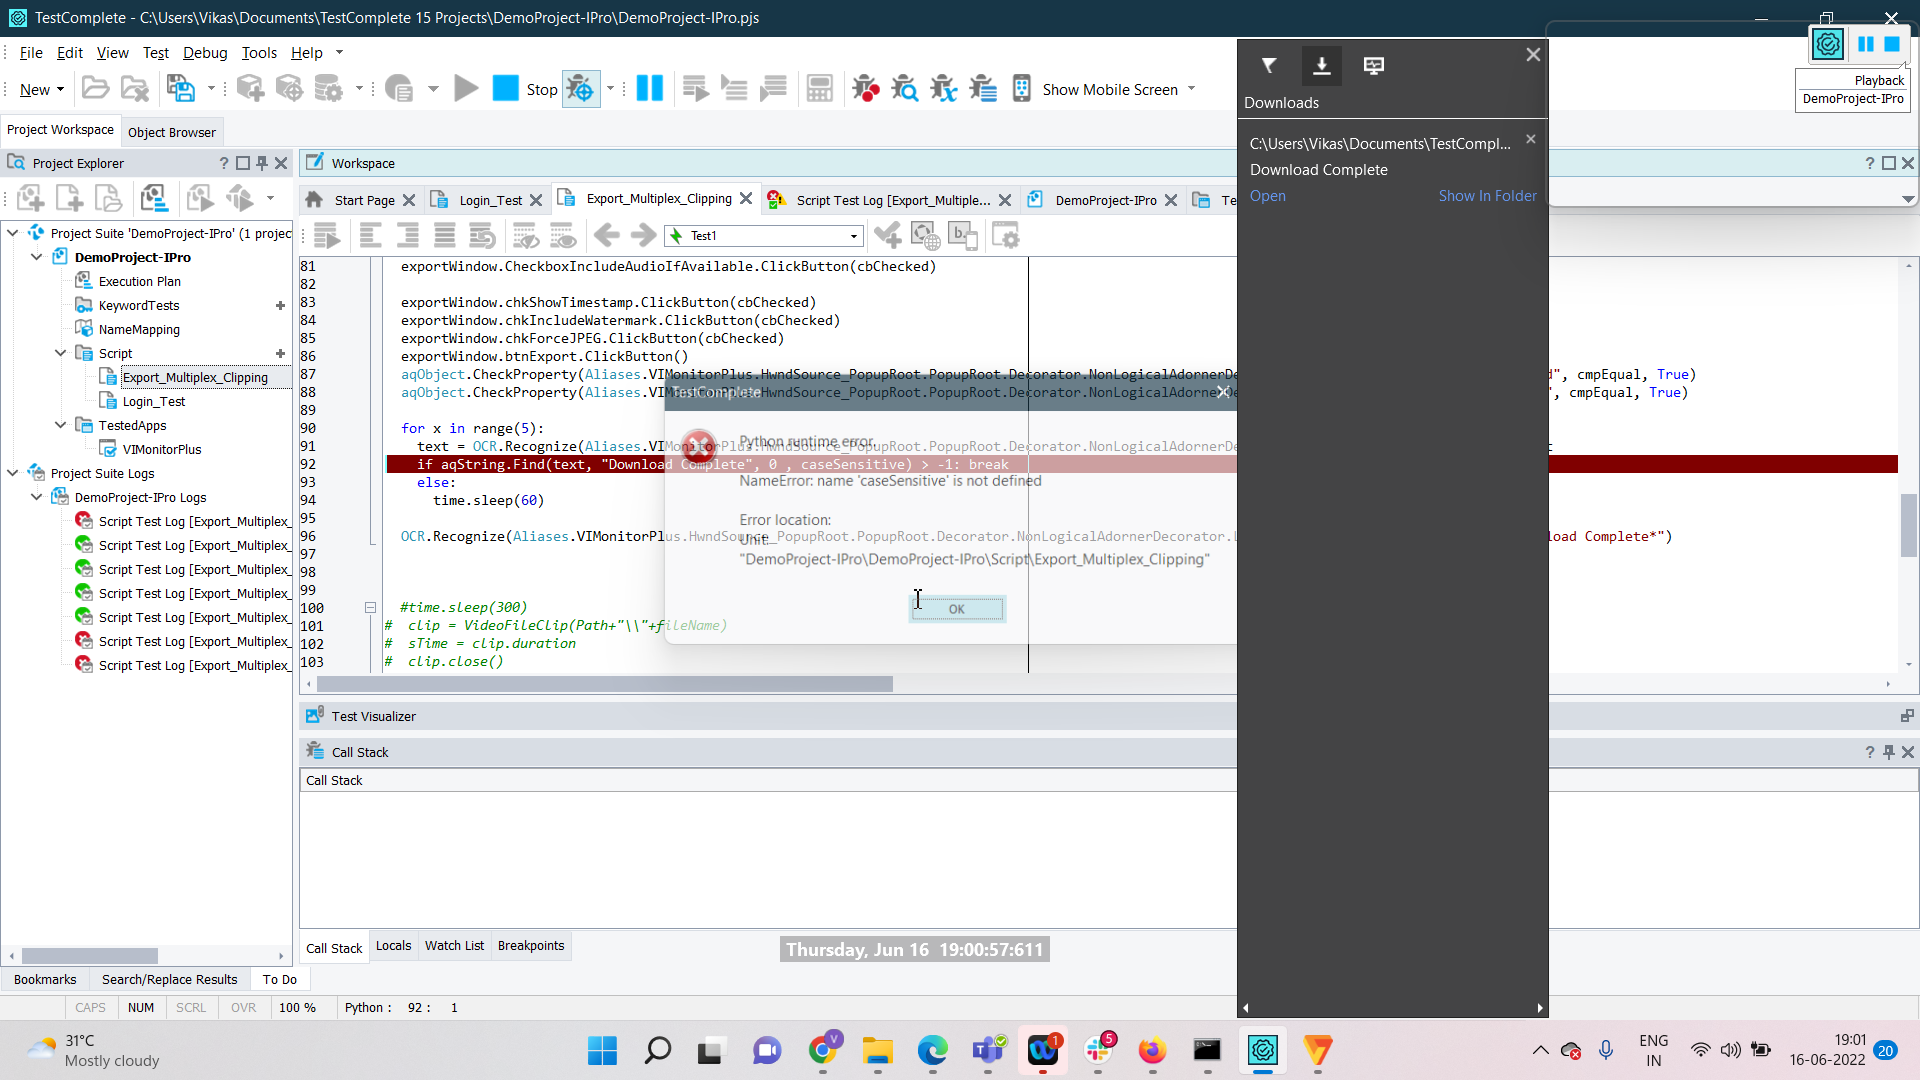 TestComplete - C:\Users\Vikas\Documents\TestComplete 15 Projects\DemoProject-IPro\DemoProject-IPro.pjs
File Edit View Test Debug Tools Help
New
Stop
Show Mobile Screen
Playback
DemoProject-IPro
Project Workspace
Object Browser
Project Explorer
Workspace
Start Page
Login_Test
Export_Multiplex_Clipping
Script Test Log [Export_Multiple...
DemoProject-IPro
Te
Test1
Project Suite 'DemoProject-IPro' (1 projec
DemoProject-IPro
Execution Plan
KeywordTests
NameMapping
Script
Export_Multiplex_Clipping
Login_Test
TestedApps
VIMonitorPlus
Project Suite Logs
DemoProject-IPro Logs
Script Test Log [Export_Multiplex_
Script Test Log [Export_Multiplex_
Script Test Log [Export_Multiplex_
Script Test Log [Export_Multiplex_
Script Test Log [Export_Multiplex_
Script Test Log [Export_Multiplex_
Script Test Log [Export_Multiplex_
81 exportWindow.CheckboxIncludeAudioIfAvailable.ClickButton(cbChecked)
82
83 exportWindow.chkShowTimestamp.ClickButton(cbChecked)
84 exportWindow.chkIncludeWatermark.ClickButton(cbChecked)
85 exportWindow.chkForceJPEG.ClickButton(cbChecked)
86 exportWindow.btnExport.ClickButton()
87 aqObject.CheckProperty(Aliases.VIMonitorPlus.HwndSource_PopupRoot.PopupRoot.Decorator.NonLogicalAdornerDe d", cmpEqual, True)
88 aqObject.CheckProperty(Aliases.VIMonitorPlus.HwndSource_PopupRoot.PopupRoot.Decorator.NonLogicalAdornerDe ", cmpEqual, True)
89
90 for x in range(5):
91 text = OCR.Recognize(Aliases.VIMonitorPlus.HwndSource_PopupRoot.PopupRoot.Decorator.NonLogicalAdornerDe
92 if aqString.Find(text, "Download Complete", 0 , caseSensitive) > -1: break
93 else:
94 time.sleep(60)
95
96 OCR.Recognize(Aliases.VIMonitorPlus.HwndSource_PopupRoot.PopupRoot.Decorator.NonLogicalAdornerDecorator. load Complete*")
97
98
99
100 #time.sleep(300)
101 # clip = VideoFileClip(Path+"\\"+fileName)
102 # sTime = clip.duration
103 # clip.close()
TestComplete
Python runtime error.
NameError: name 'caseSensitive' is not defined
Error location:
Unit:
"DemoProject-IPro\DemoProject-IPro\Script\Export_Multiplex_Clipping"
OK
Downloads
C:\Users\Vikas\Documents\TestCompl...
Download Complete
Open
Show In Folder
Test Visualizer
Call Stack
Call Stack
Call Stack
Locals
Watch List
Breakpoints
Thursday, Jun 16 19:00:57:611
Bookmarks
Search/Replace Results
To Do
CAPS NUM SCRL OVR 100 % Python : 92 : 1
31°C
Mostly cloudy
V
1
5
ENG
IN
19:01
16-06-2022
20